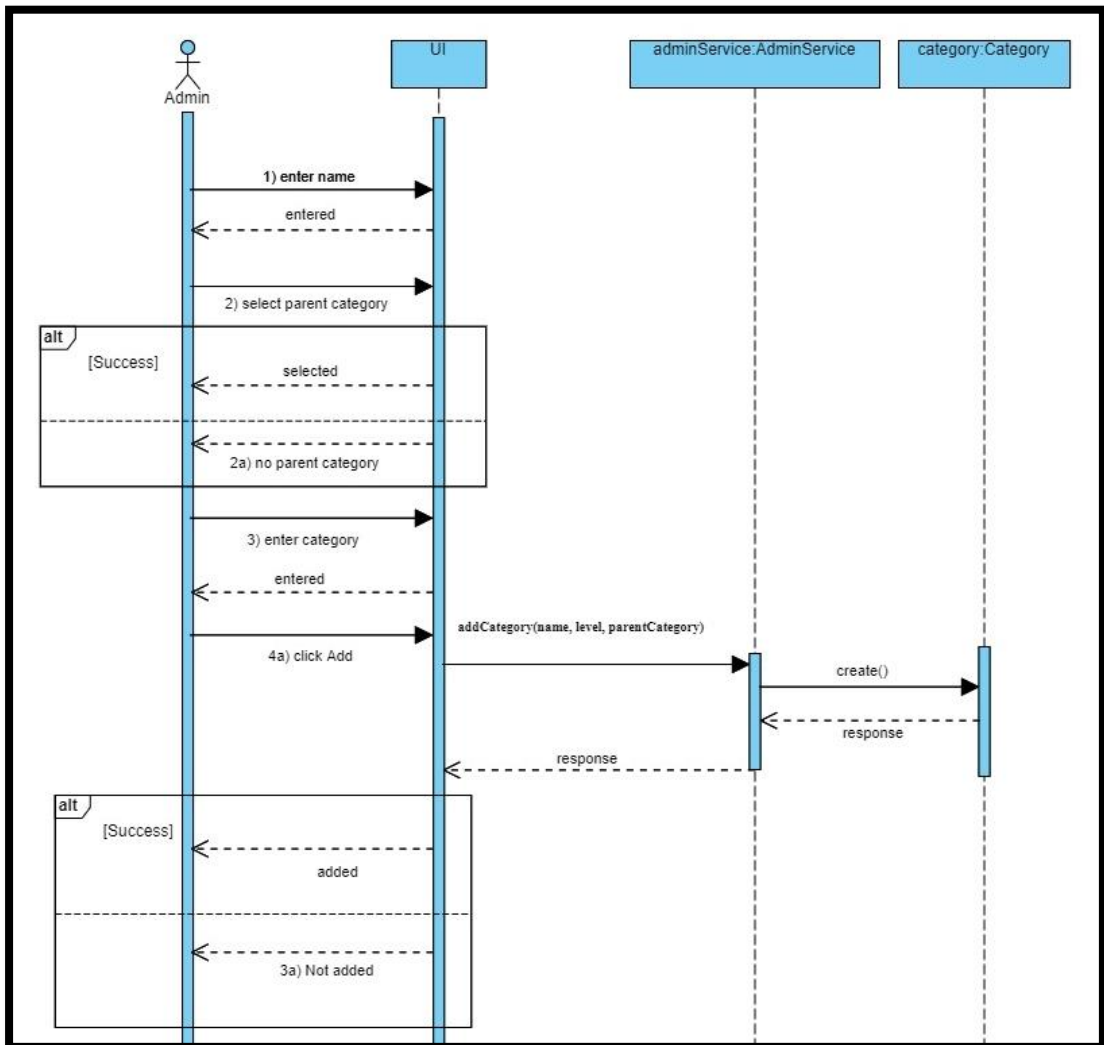 UI
adminService:AdminService
category:Category
Admin
1) enter name
entered
2) select parent category
alt
[Success]
selected
2a) no parent category
3) enter category
entered
addCategory(name, level, parentCategory)
4a) click Add
create()
response
response
alt
[Success]
added
3a) Not added